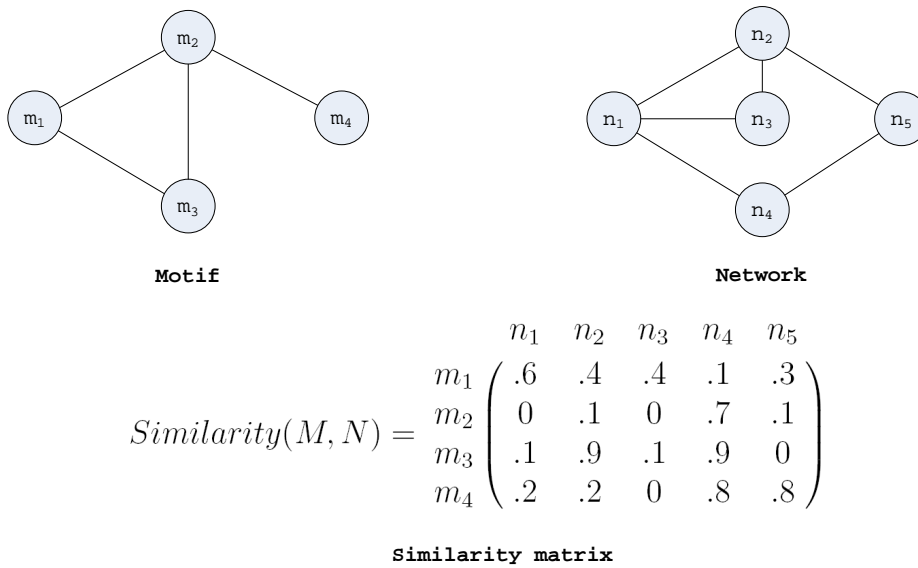 m₂
m₁
m₄
m₃
Motif
n₂
n₁
n₃
n₅
n₄
Network
n₁ n₂ n₃ n₄ n₅
Similarity(M, N) =
m₁ .6 .4 .4 .1 .3
m₂ 0 .1 0 .7 .1
m₃ .1 .9 .1 .9 0
m₄ .2 .2 0 .8 .8
Similarity matrix